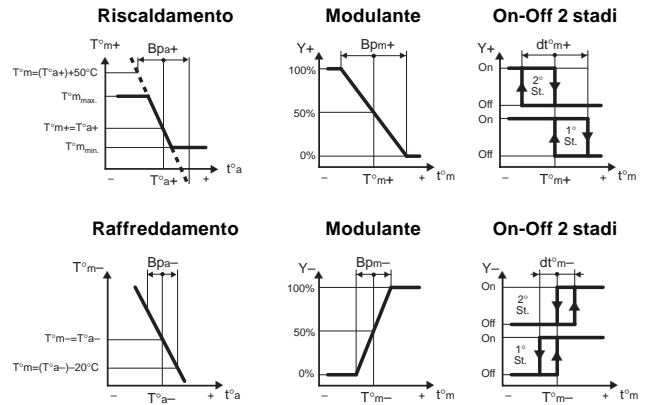 Riscaldamento
T°m+
Bpa+
T°m=(T°a+)+50°C
T°m max.
T°m+=T°a+
T°m min.
T°a+
– + t°a
Modulante
Y+
Bpm+
100%
50%
0%
– T°m+ + t°m
On-Off 2 stadi
Y+
dt°m+
On
2° St.
Off
On
1° St.
Off
– T°m+ + t°m
Raffreddamento
T°m–
Bpa–
T°m–=T°a–
T°m=(T°a–)–20°C
– T°a– + t°a
Modulante
Y–
Bpm–
100%
50%
0%
– T°m– + t°m
On-Off 2 stadi
Y–
dt°m–
On
2° St.
Off
On
1° St.
Off
– T°m– + t°m